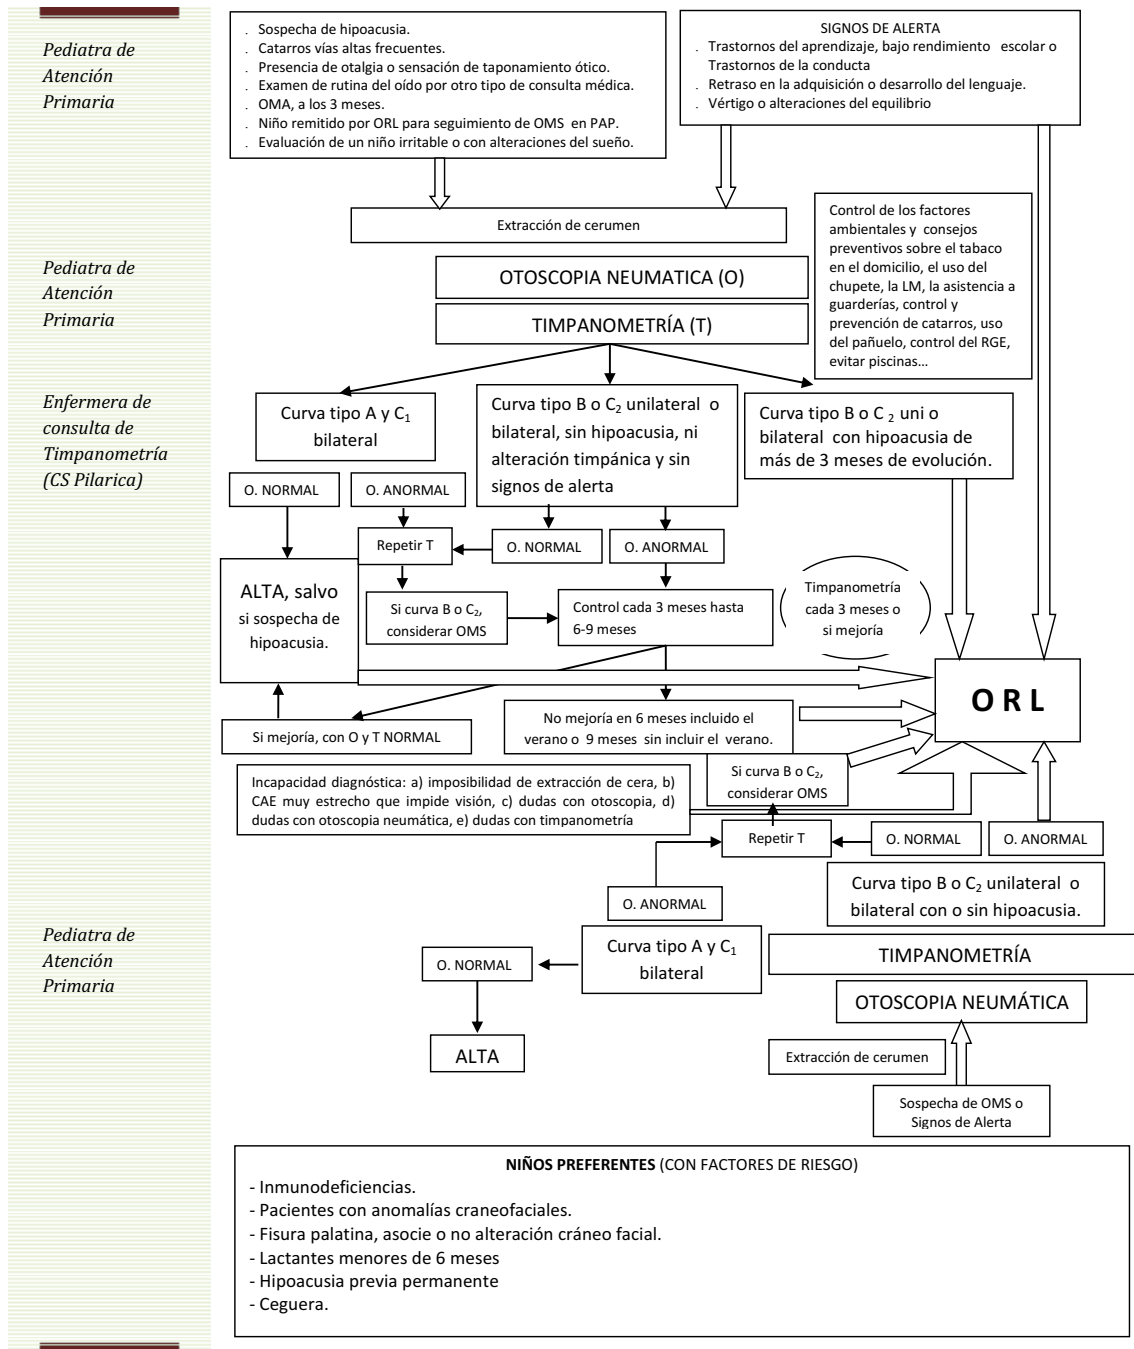 Pediatra de
Atención
Primaria
. Sospecha de hipoacusia.
. Catarros vías altas frecuentes.
. Presencia de otalgia o sensación de taponamiento ótico.
. Examen de rutina del oído por otro tipo de consulta médica.
. OMA, a los 3 meses.
. Niño remitido por ORL para seguimiento de OMS en PAP.
. Evaluación de un niño irritable o con alteraciones del sueño.
SIGNOS DE ALERTA
. Trastornos del aprendizaje, bajo rendimiento escolar o
Trastornos de la conducta
. Retraso en la adquisición o desarrollo del lenguaje.
. Vértigo o alteraciones del equilibrio
Extracción de cerumen
Control de los factores
ambientales y consejos
preventivos sobre el tabaco
en el domicilio, el uso del
chupete, la LM, la asistencia a
guarderías, control y
prevención de catarros, uso
del pañuelo, control del RGE,
evitar piscinas...
Pediatra de
Atención
Primaria
OTOSCOPIA NEUMATICA (O)
TIMPANOMETRÍA (T)
Enfermera de
consulta de
Timpanometría
(CS Pilarica)
Curva tipo A y C1
bilateral
Curva tipo B o C2 unilateral o
bilateral, sin hipoacusia, ni
alteración timpánica y sin
signos de alerta
Curva tipo B o C 2 uni o
bilateral con hipoacusia de
más de 3 meses de evolución.
O. NORMAL
O. ANORMAL
Repetir T
O. NORMAL
O. ANORMAL
ALTA, salvo
si sospecha de
hipoacusia.
Si curva B o C2,
considerar OMS
Control cada 3 meses hasta
6-9 meses
Timpanometría
cada 3 meses o
si mejoría
O R L
Si mejoría, con O y T NORMAL
No mejoría en 6 meses incluido el
verano o 9 meses sin incluir el verano.
Incapacidad diagnóstica: a) imposibilidad de extracción de cera, b)
CAE muy estrecho que impide visión, c) dudas con otoscopia, d)
dudas con otoscopia neumática, e) dudas con timpanometría
Si curva B o C2,
considerar OMS
Repetir T
O. NORMAL
O. ANORMAL
Curva tipo B o C2 unilateral o
bilateral con o sin hipoacusia.
O. ANORMAL
Pediatra de
Atención
Primaria
Curva tipo A y C1
bilateral
O. NORMAL
TIMPANOMETRÍA
OTOSCOPIA NEUMÁTICA
ALTA
Extracción de cerumen
Sospecha de OMS o
Signos de Alerta
NIÑOS PREFERENTES (CON FACTORES DE RIESGO)
- Inmunodeficiencias.
- Pacientes con anomalías craneofaciales.
- Fisura palatina, asocie o no alteración cráneo facial.
- Lactantes menores de 6 meses
- Hipoacusia previa permanente
- Ceguera.